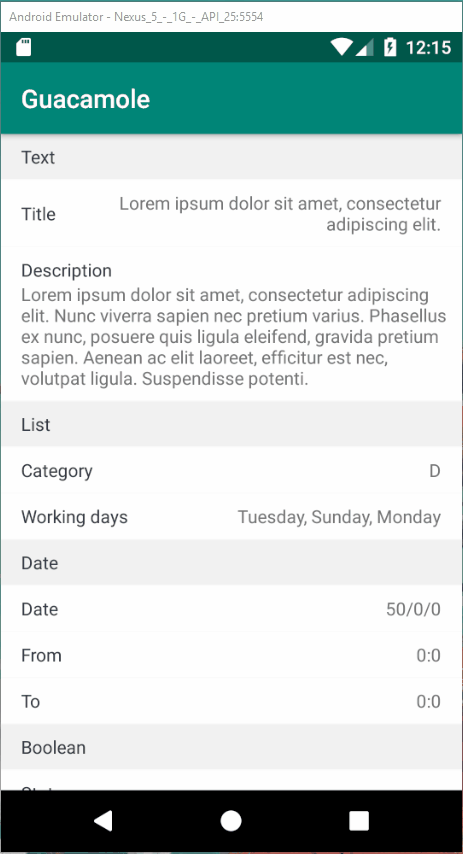 Android Emulator - Nexus_5_-_1G_-_API_25:5554
12:15
Guacamole
Text
Title
Lorem ipsum dolor sit amet, consectetur
adipiscing elit.
Description
Lorem ipsum dolor sit amet, consectetur adipiscing
elit. Nunc viverra sapien nec pretium varius. Phasellus
ex nunc, posuere quis ligula eleifend, gravida pretium
sapien. Aenean ac elit laoreet, efficitur est nec,
volutpat ligula. Suspendisse potenti.
List
Category D
Working days Tuesday, Sunday, Monday
Date
Date 50/0/0
From 0:0
To 0:0
Boolean